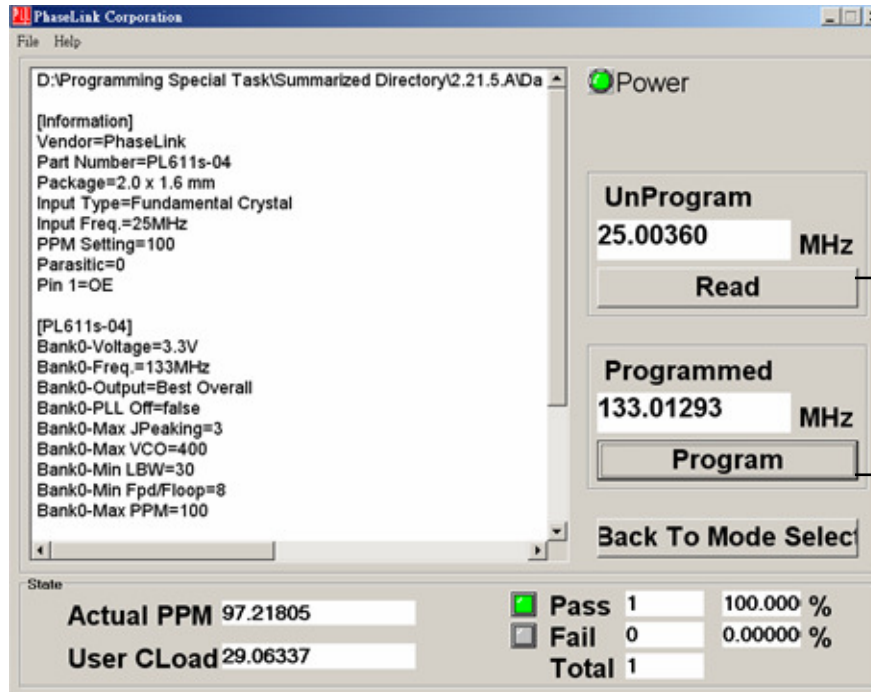 PLL PhaseLink Corporation
File Help
D:\Programming Special Task\Summarized Directory\2.21.5.A\Da
[Information]
Vendor=PhaseLink
Part Number=PL611s-04
Package=2.0 x 1.6 mm
Input Type=Fundamental Crystal
Input Freq.=25MHz
PPM Setting=100
Parasitic=0
Pin 1=OE
[PL611s-04]
Bank0-Voltage=3.3V
Bank0-Freq.=133MHz
Bank0-Output=Best Overall
Bank0-PLL Off=false
Bank0-Max JPeaking=3
Bank0-Max VCO=400
Bank0-Min LBW=30
Bank0-Min Fpd/Floop=8
Bank0-Max PPM=100
Power
UnProgram
25.00360 MHz
Read
Programmed
133.01293 MHz
Program
Back To Mode Select
State
Actual PPM 97.21805
User CLoad 29.06337
Pass 1 100.000 %
Fail 0 0.00000 %
Total 1